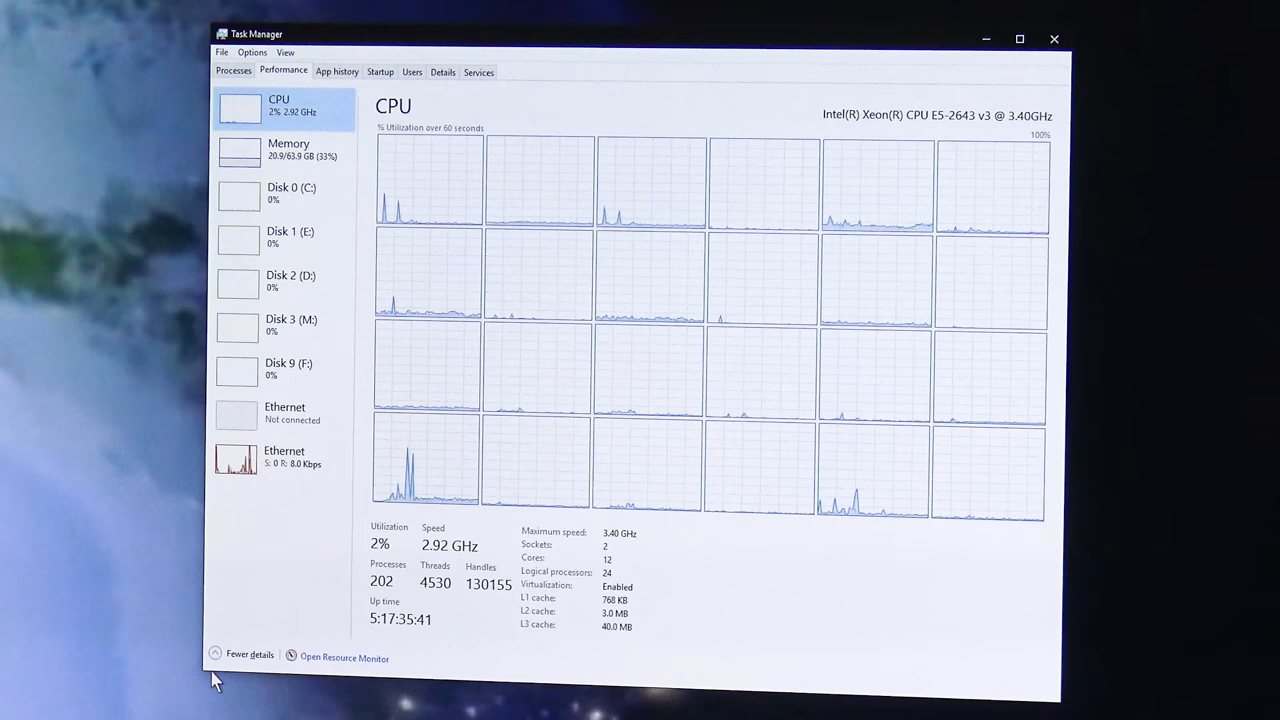 Task Manager
File Options View
Processes Performance App history Startup Users Details Services
CPU
2% 2.92 GHz
Memory
20.9/63.9 GB (33%)
Disk 0 (C:)
0%
Disk 1 (E:)
0%
Disk 2 (D:)
0%
Disk 3 (M:)
0%
Disk 9 (F:)
0%
Ethernet
Not connected
Ethernet
S: 0 R: 8.0 Kbps
CPU
Intel(R) Xeon(R) CPU E5-2643 v3 @ 3.40GHz
% Utilization over 60 seconds
100%
Utilization Speed
2% 2.92 GHz
Processes Threads Handles
202 4530 130155
Up time
5:17:35:41
Maximum speed: 3.40 GHz
Sockets: 2
Cores: 12
Logical processors: 24
Virtualization: Enabled
L1 cache: 768 KB
L2 cache: 3.0 MB
L3 cache: 40.0 MB
Fewer details Open Resource Monitor